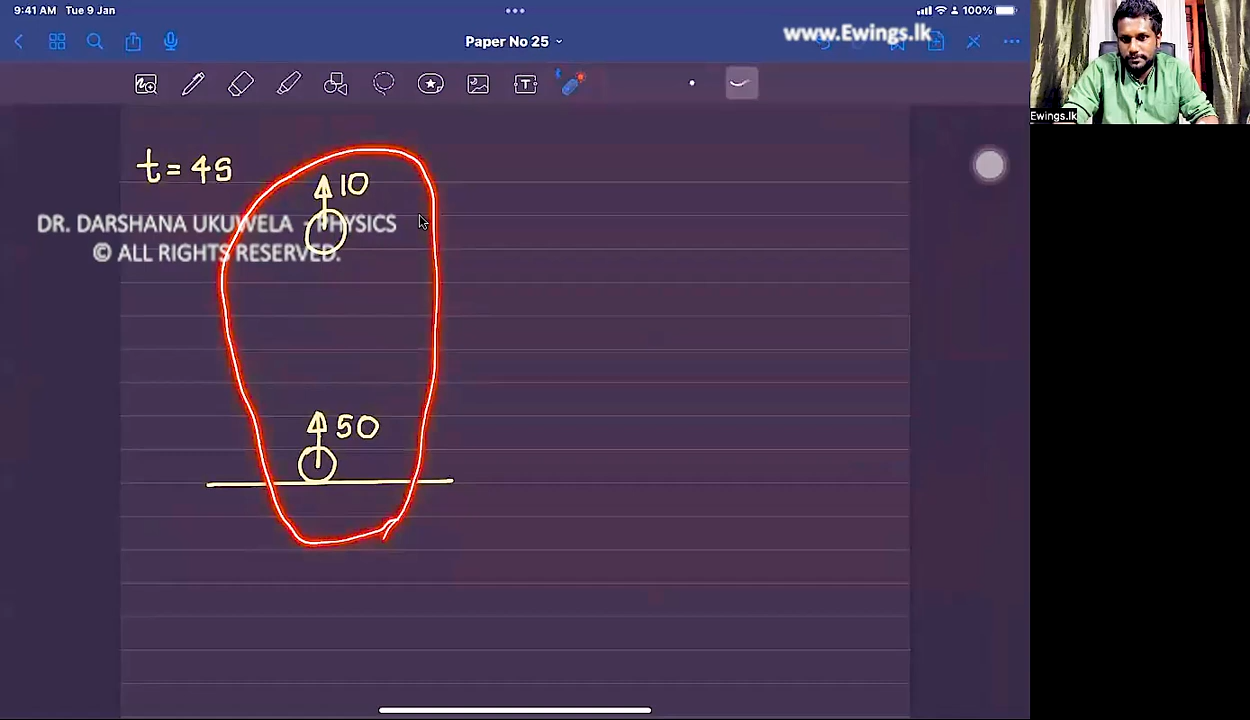 9:41 AM Tue 9 Jan
100%
Paper No 25
www.Ewings.lk
T
Ewings.lk
t = 4s
10
DR. DARSHANA UKUWELA - PHYSICS
© ALL RIGHTS RESERVED.
50